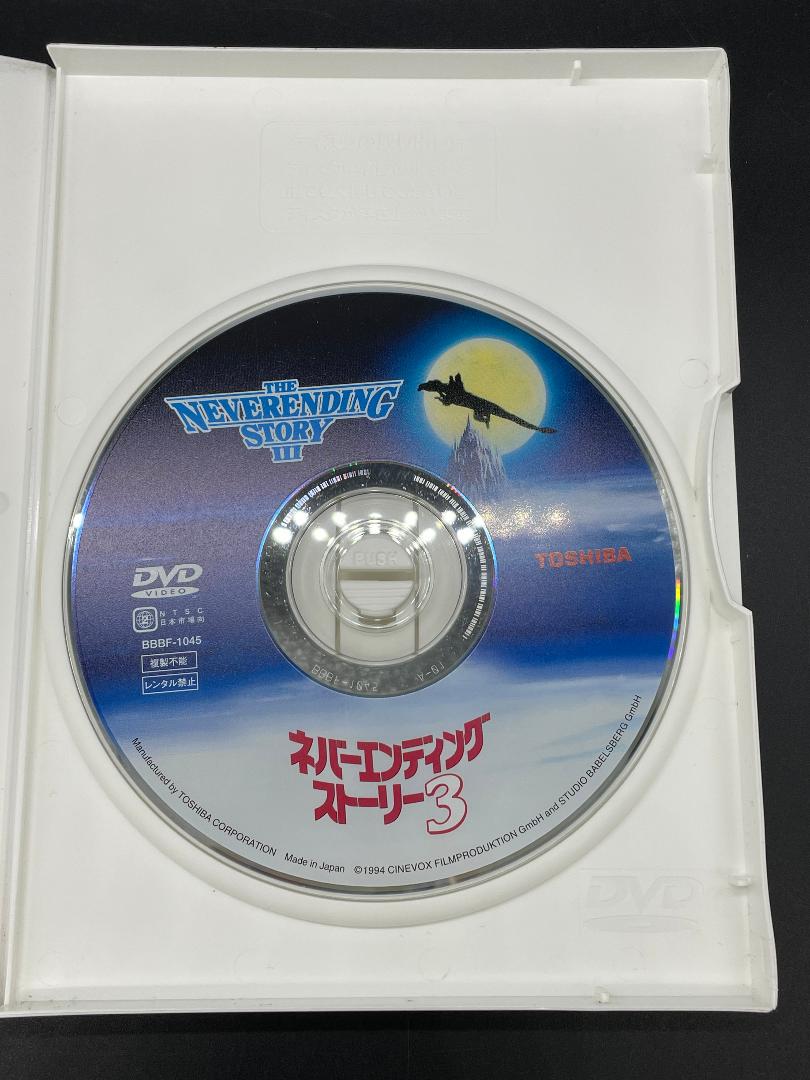 THE
NEVERENDING
STORY
III
TOSHIBA
PUSH
DVD
VIDEO
2
NTSC
日本市場向
BBBF-1045
複製不能
レンタル禁止
ネバーエンディング
ストーリー3
Manufactured by TOSHIBA CORPORATION Made in Japan ©1994 CINEVOX FILMPRODUKTION GmbH and STUDIO BABELSBERG GmbH
DVD